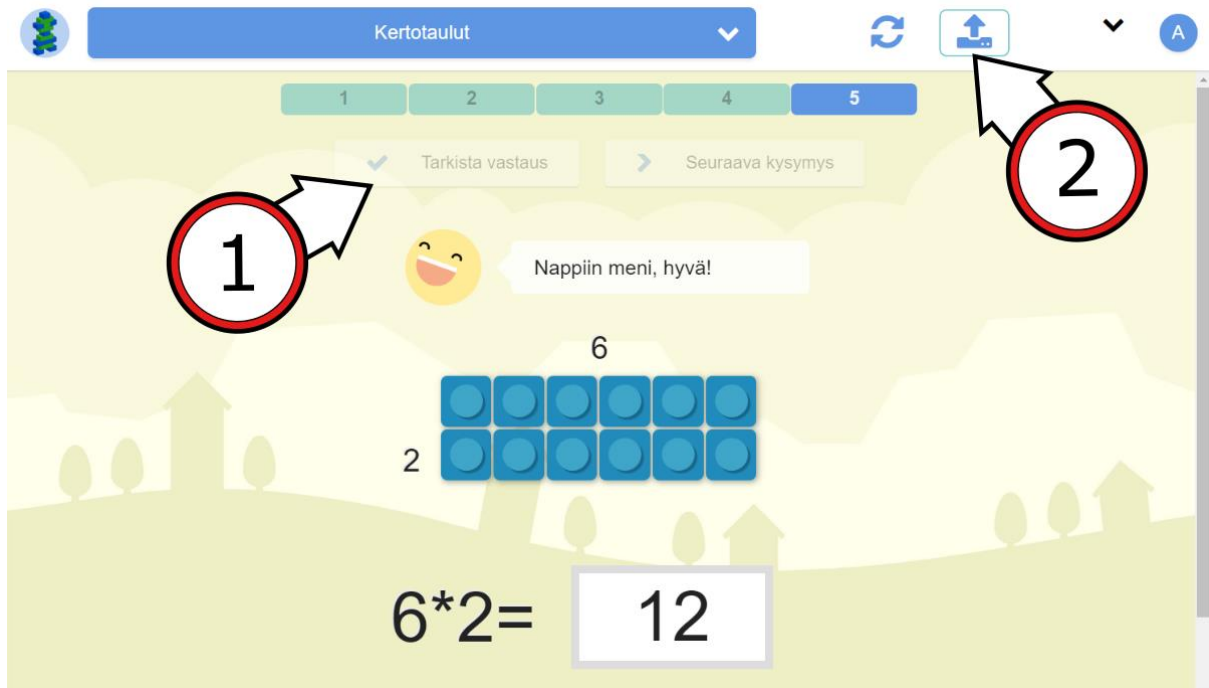 Kertotaulut
A
1 2 3 4 5
Tarkista vastaus Seuraava kysymys
2
1
Nappiin meni, hyvä!
6
2
6*2= 12